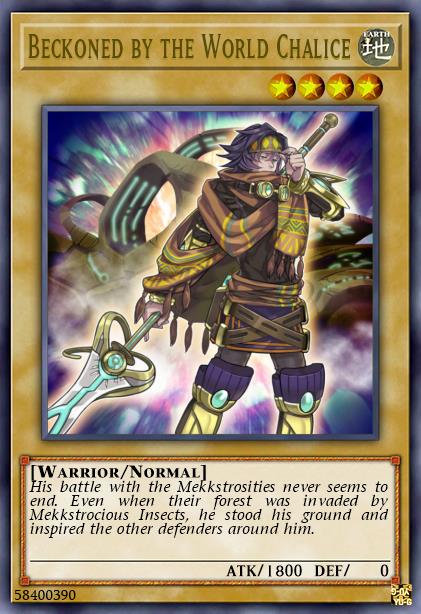 BECKONED BY THE WORLD CHALICE
EARTH
地
[WARRIOR/NORMAL]
His battle with the Mekkstrosities never seems to
end. Even when their forest was invaded by
Mekkstrocious Insects, he stood his ground and
inspired the other defenders around him.
ATK/1800 DEF/ 0
58400390